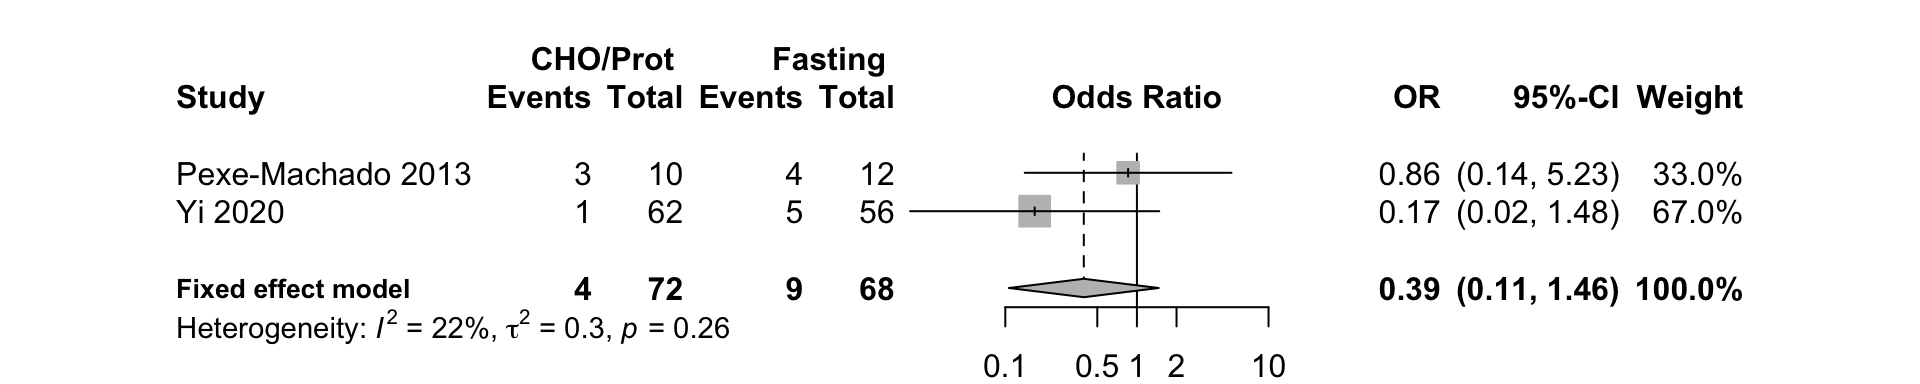 CHO/Prot Fasting
Study Events Total Events Total Odds Ratio OR 95%-CI Weight
Pexe-Machado 2013 3 10 4 12 0.86 (0.14, 5.23) 33.0%
Yi 2020 1 62 5 56 0.17 (0.02, 1.48) 67.0%
Fixed effect model 4 72 9 68 0.39 (0.11, 1.46) 100.0%
Heterogeneity: I² = 22%, τ² = 0.3, p = 0.26
0.1 0.5 1 2 10